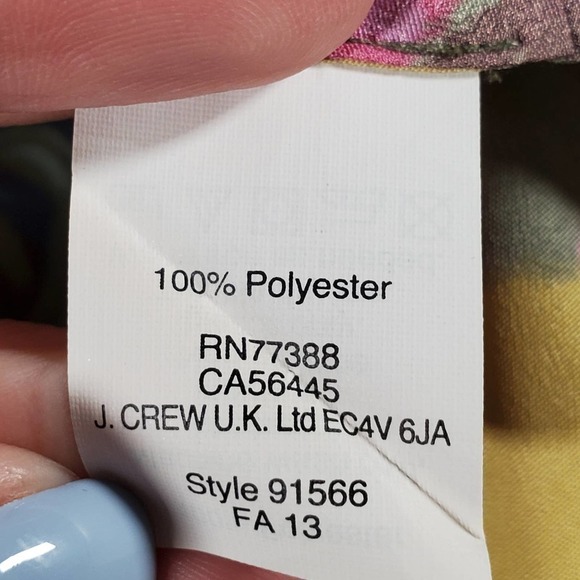 100% Polyester
RN77388
CA56445
J. CREW U.K. Ltd EC4V 6JA
Style 91566
FA 13